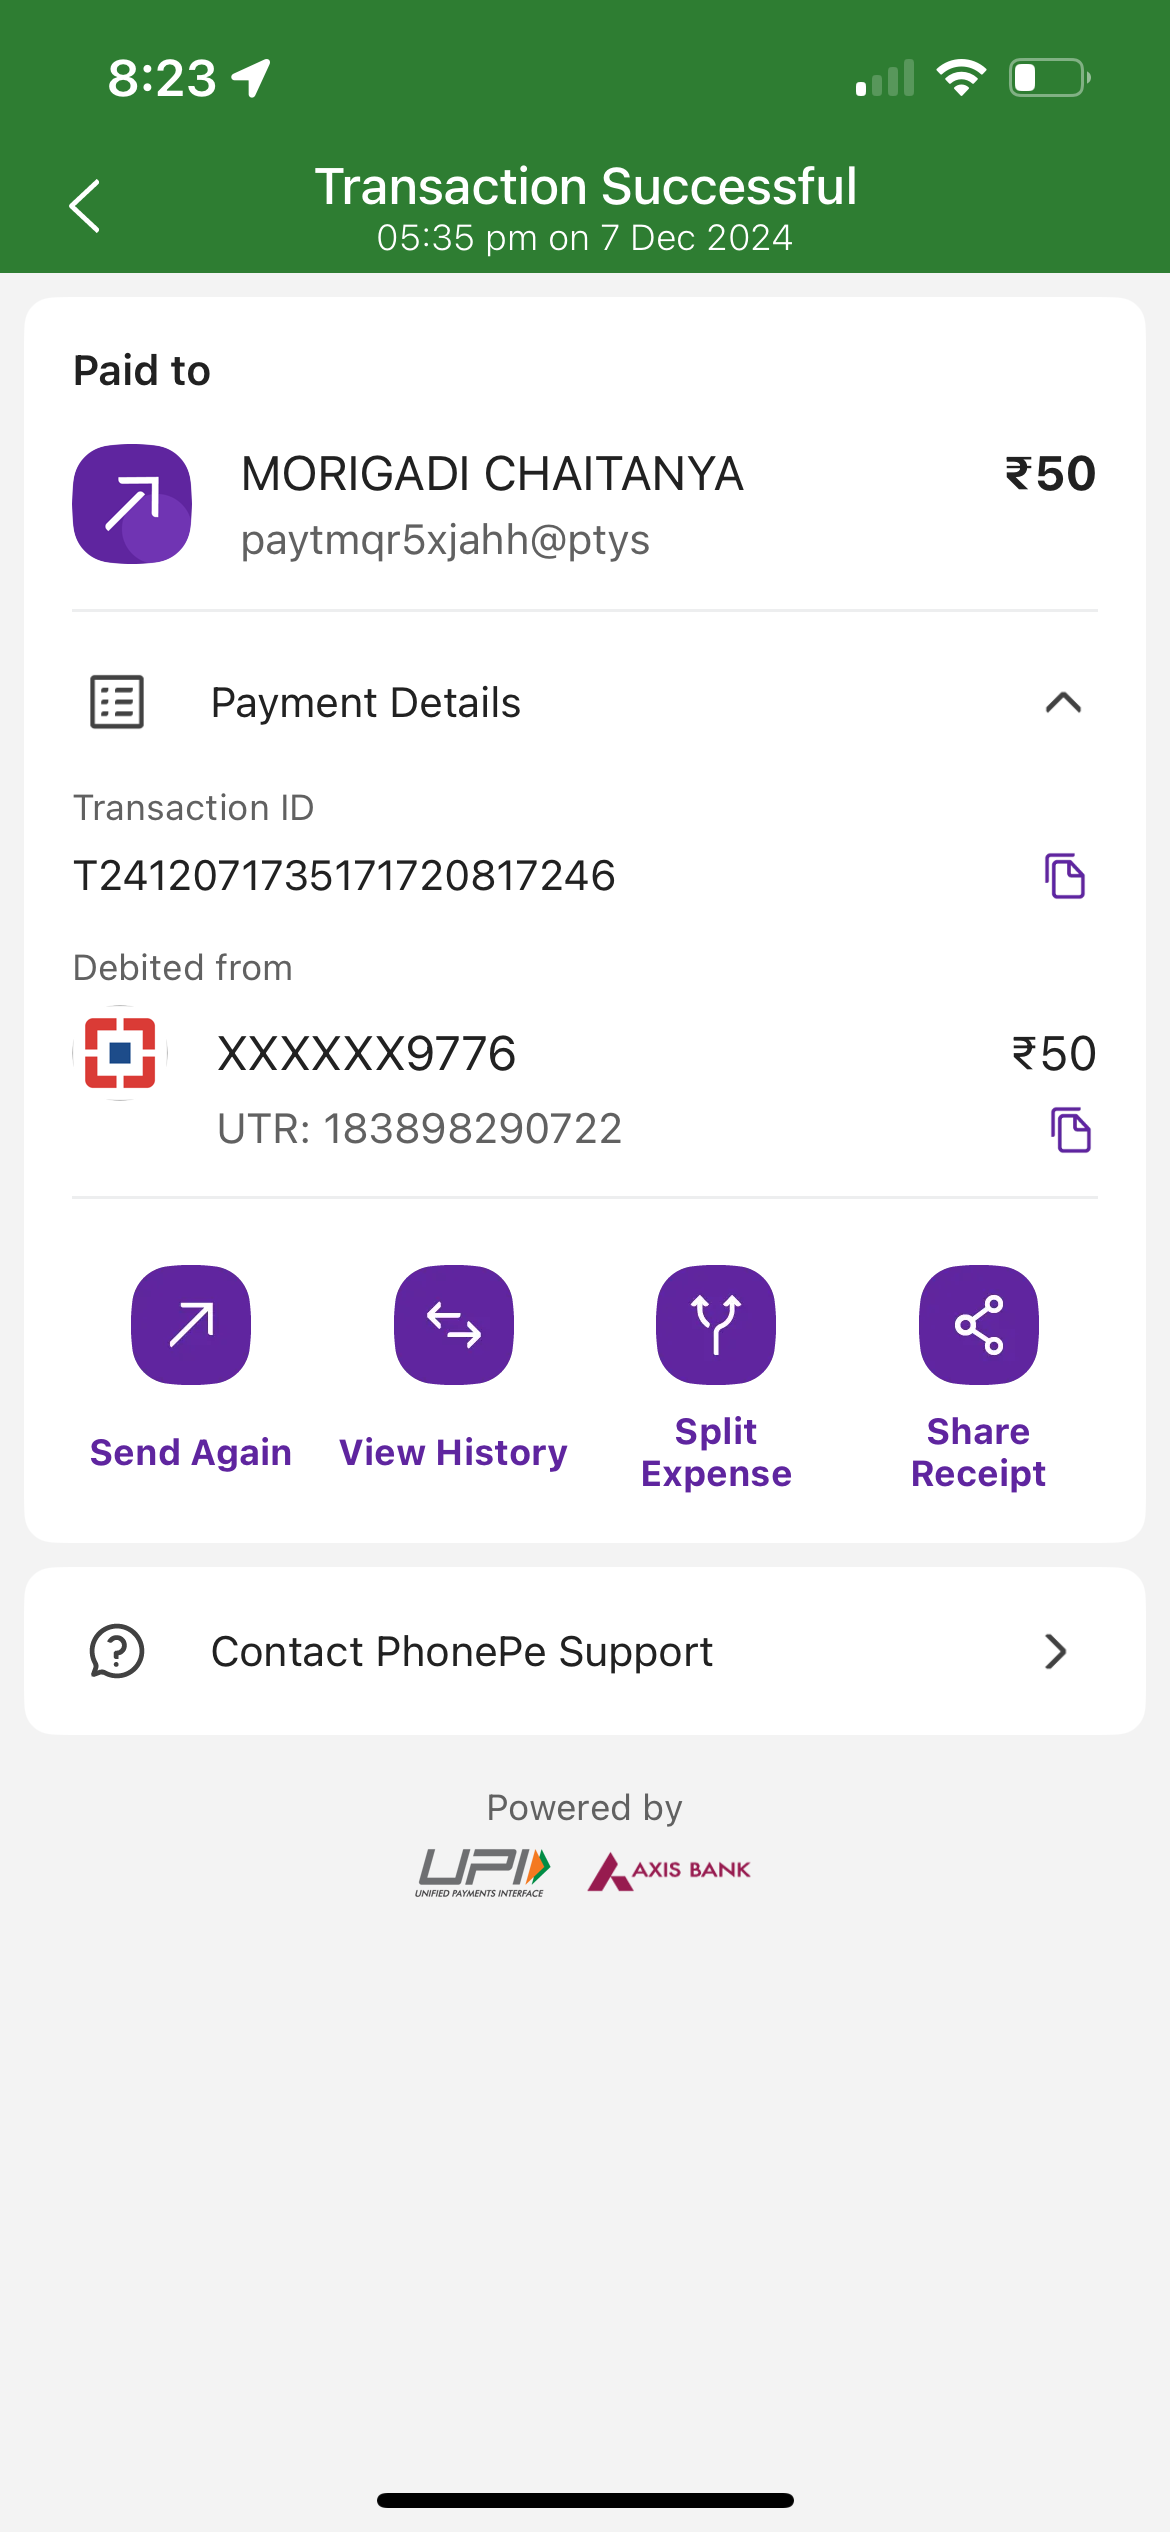 8:23
Transaction Successful
05:35 pm on 7 Dec 2024
Paid to
MORIGADI CHAITANYA ₹50
paytmqr5xjahh@ptys
Payment Details
Transaction ID
T2412071735171720817246
Debited from
XXXXXX9776 ₹50
UTR: 183898290722
Send Again
View History
Split
Expense
Share
Receipt
Contact PhonePe Support
Powered by
UPI
UNIFIED PAYMENTS INTERFACE
AXIS BANK